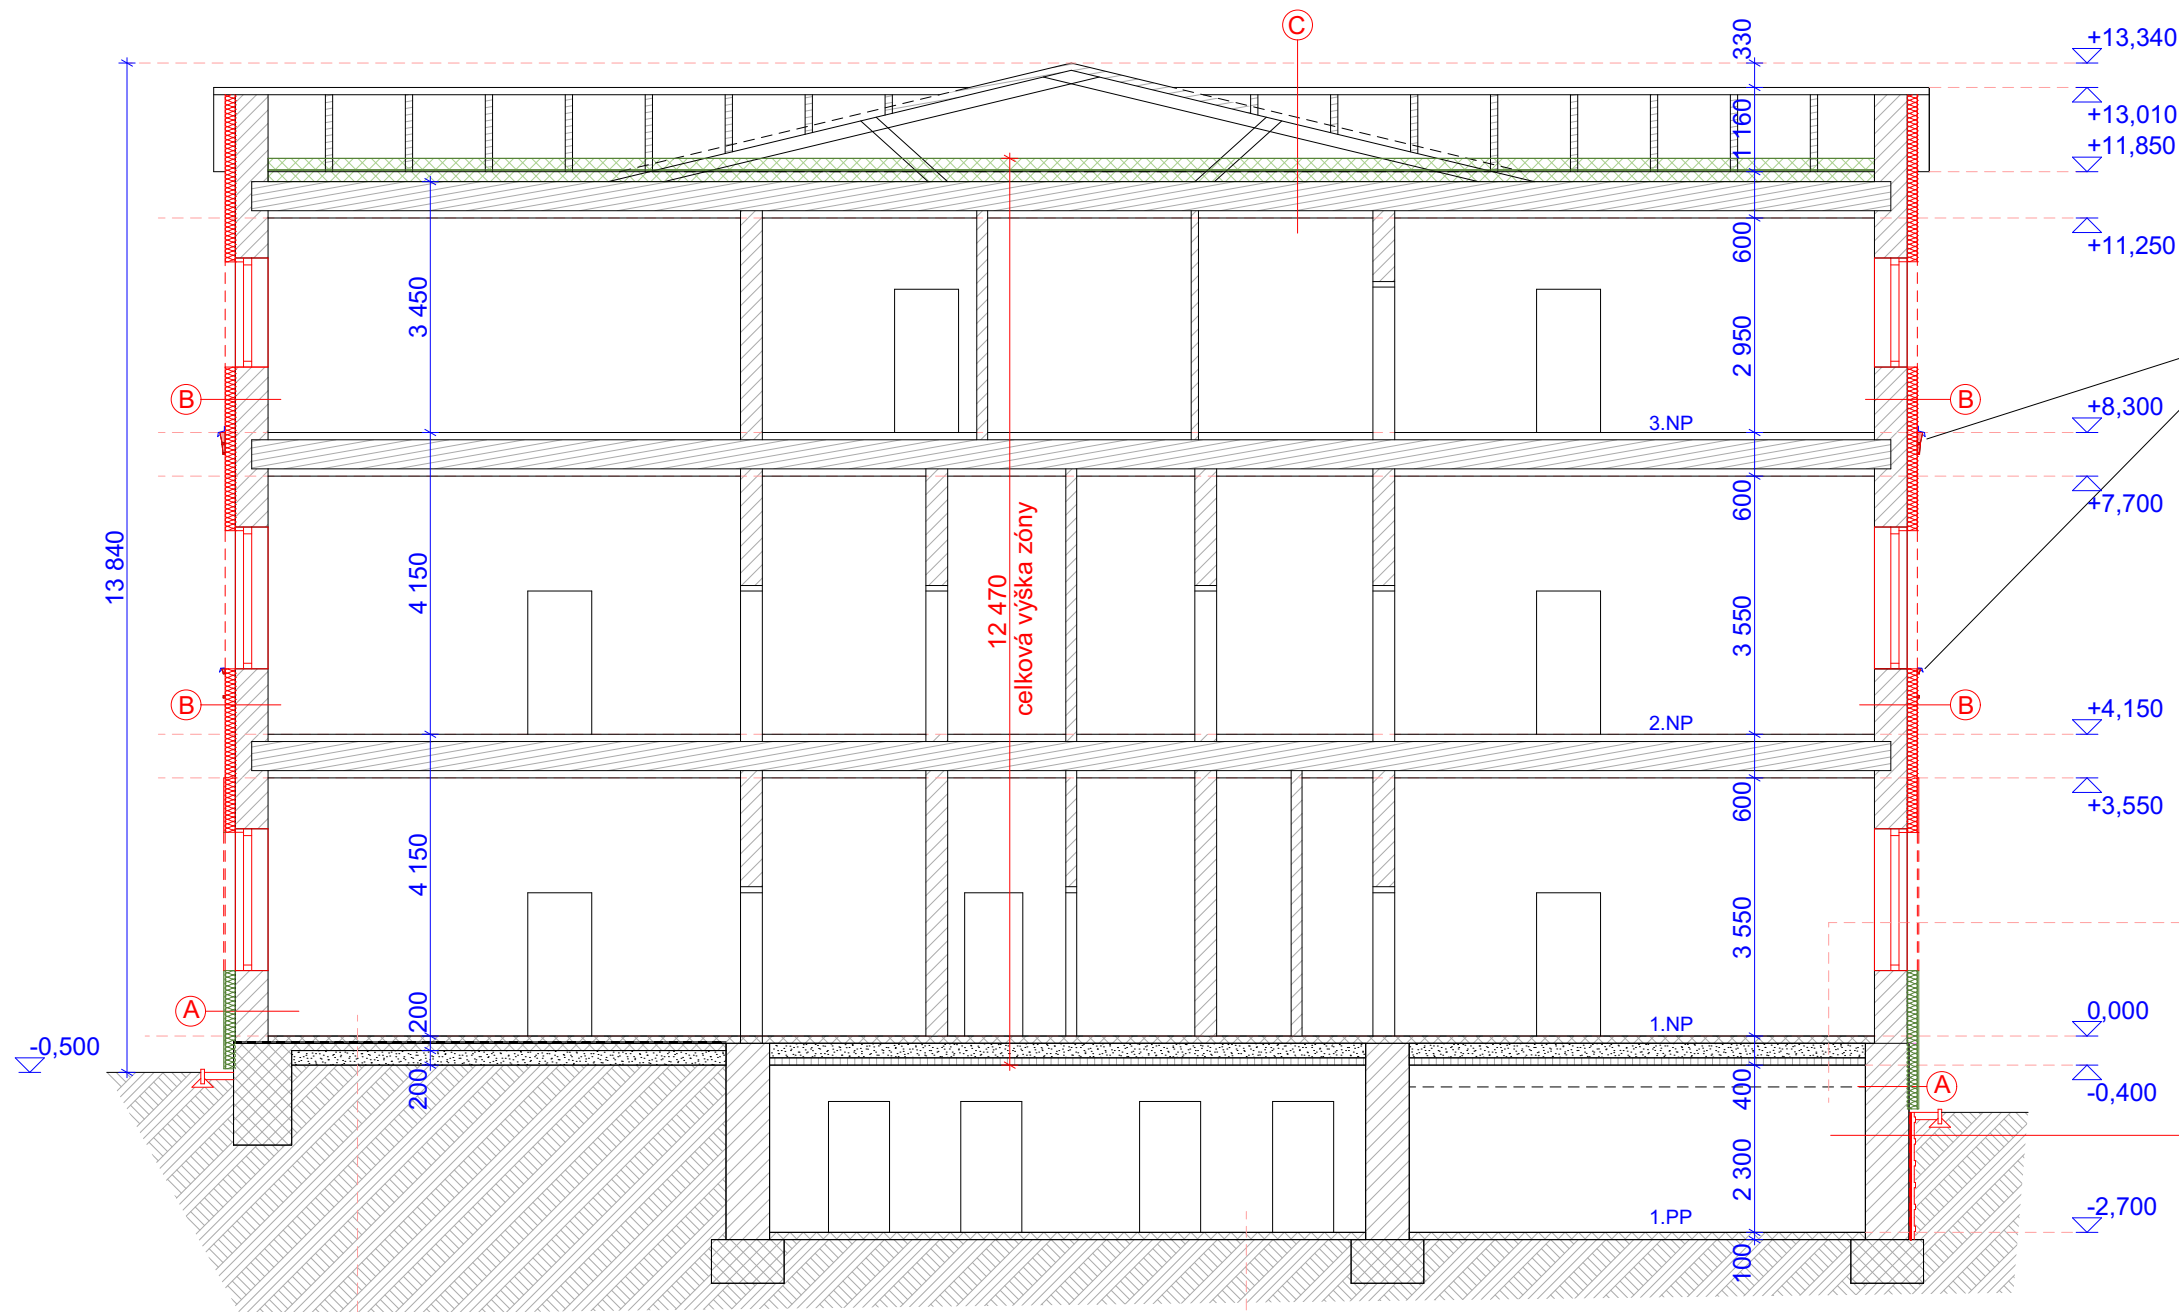 C
330
+13,340
1 160
+13,010
+11,850
600
+11,250
3 450
2 950
B
B
3.NP
+8,300
600
+7,700
13 840
4 150
12 470
celková výška zóny
3 550
B
B
2.NP
+4,150
600
+3,550
4 150
3 550
A
200
1.NP
0,000
-0,500
200
400
A
-0,400
2 300
1.PP
-2,700
100